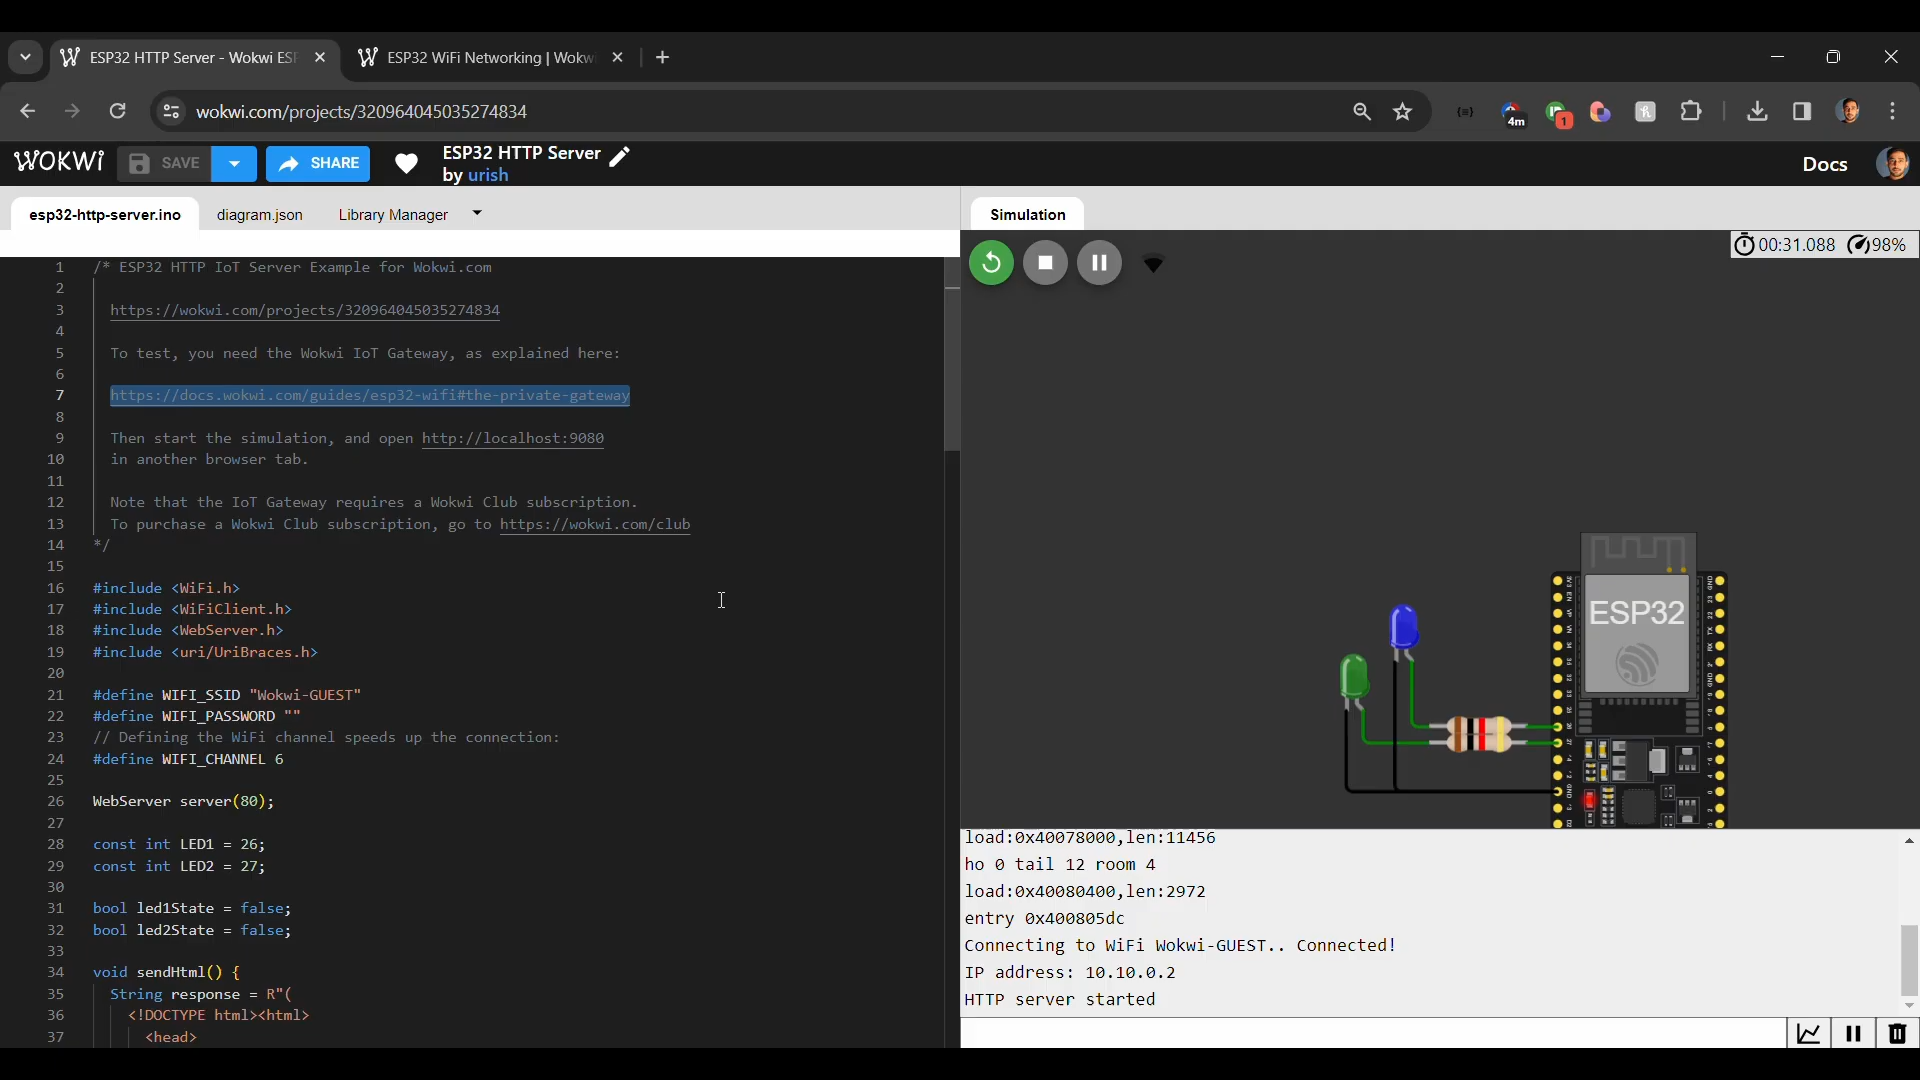 ESP32 HTTP Server - Wokwi ESP
ESP32 WiFi Networking | Wokwi
wokwi.com/projects/320964045035274834
4m
1
WOKWI
SAVE
SHARE
ESP32 HTTP Server
by urish
Docs
esp32-http-server.ino
diagram.json
Library Manager
Simulation
00:31.088
98%
1 /* ESP32 HTTP IoT Server Example for Wokwi.com
2
3 https://wokwi.com/projects/320964045035274834
4
5 To test, you need the Wokwi IoT Gateway, as explained here:
6
7 https://docs.wokwi.com/guides/esp32-wifi#the-private-gateway
8
9 Then start the simulation, and open http://localhost:9080
10 in another browser tab.
11
12 Note that the IoT Gateway requires a Wokwi Club subscription.
13 To purchase a Wokwi Club subscription, go to https://wokwi.com/club
14 */
15
16 #include <WiFi.h>
17 #include <WiFiClient.h>
18 #include <WebServer.h>
19 #include <uri/UriBraces.h>
20
21 #define WIFI_SSID "Wokwi-GUEST"
22 #define WIFI_PASSWORD ""
23 // Defining the WiFi channel speeds up the connection:
24 #define WIFI_CHANNEL 6
25
26 WebServer server(80);
27
28 const int LED1 = 26;
29 const int LED2 = 27;
30
31 bool led1State = false;
32 bool led2State = false;
33
34 void sendHtml() {
35 String response = R"(
36 <!DOCTYPE html><html>
37 <head>
ESP32
load:0x40078000,len:11456
ho 0 tail 12 room 4
load:0x40080400,len:2972
entry 0x400805dc
Connecting to WiFi Wokwi-GUEST.. Connected!
IP address: 10.10.0.2
HTTP server started